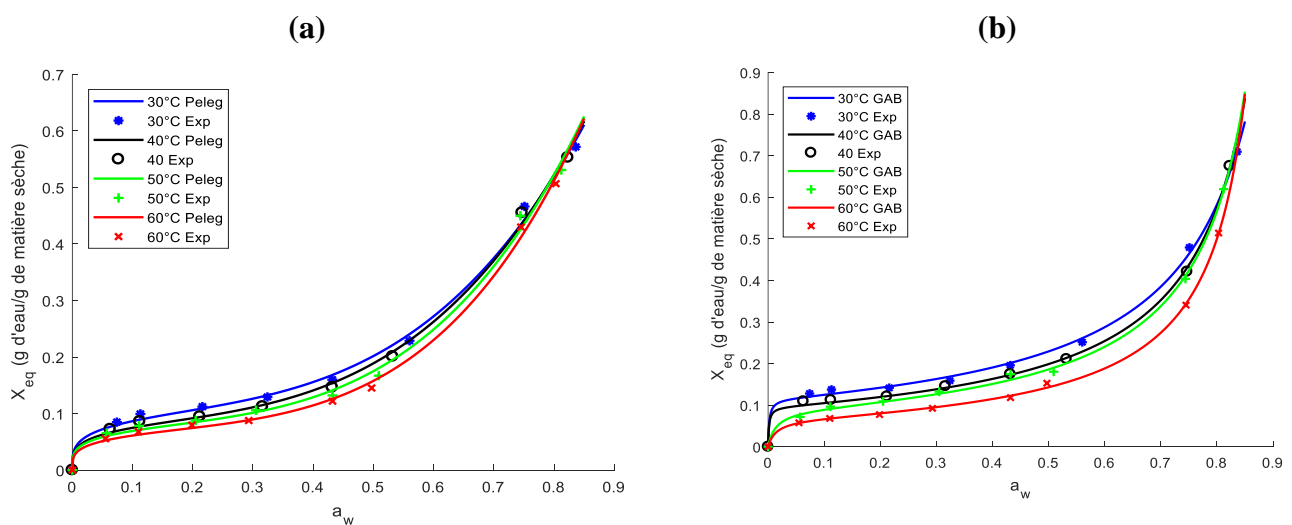 (a)
0.7
0.6
0.5
0.4
0.3
0.2
0.1
0
X_eq (g d'eau/g de matière sèche)
30°C Peleg
30°C Exp
40°C Peleg
40 Exp
50°C Peleg
50°C Exp
60°C Peleg
60°C Exp
0 0.1 0.2 0.3 0.4 0.5 0.6 0.7 0.8 0.9
a_w
(b)
0.9
0.8
0.7
0.6
0.5
0.4
0.3
0.2
0.1
0
X_eq (g d'eau/g de matière sèche)
30°C GAB
30°C Exp
40°C GAB
40 Exp
50°C GAB
50°C Exp
60°C GAB
60°C Exp
0 0.1 0.2 0.3 0.4 0.5 0.6 0.7 0.8 0.9
a_w